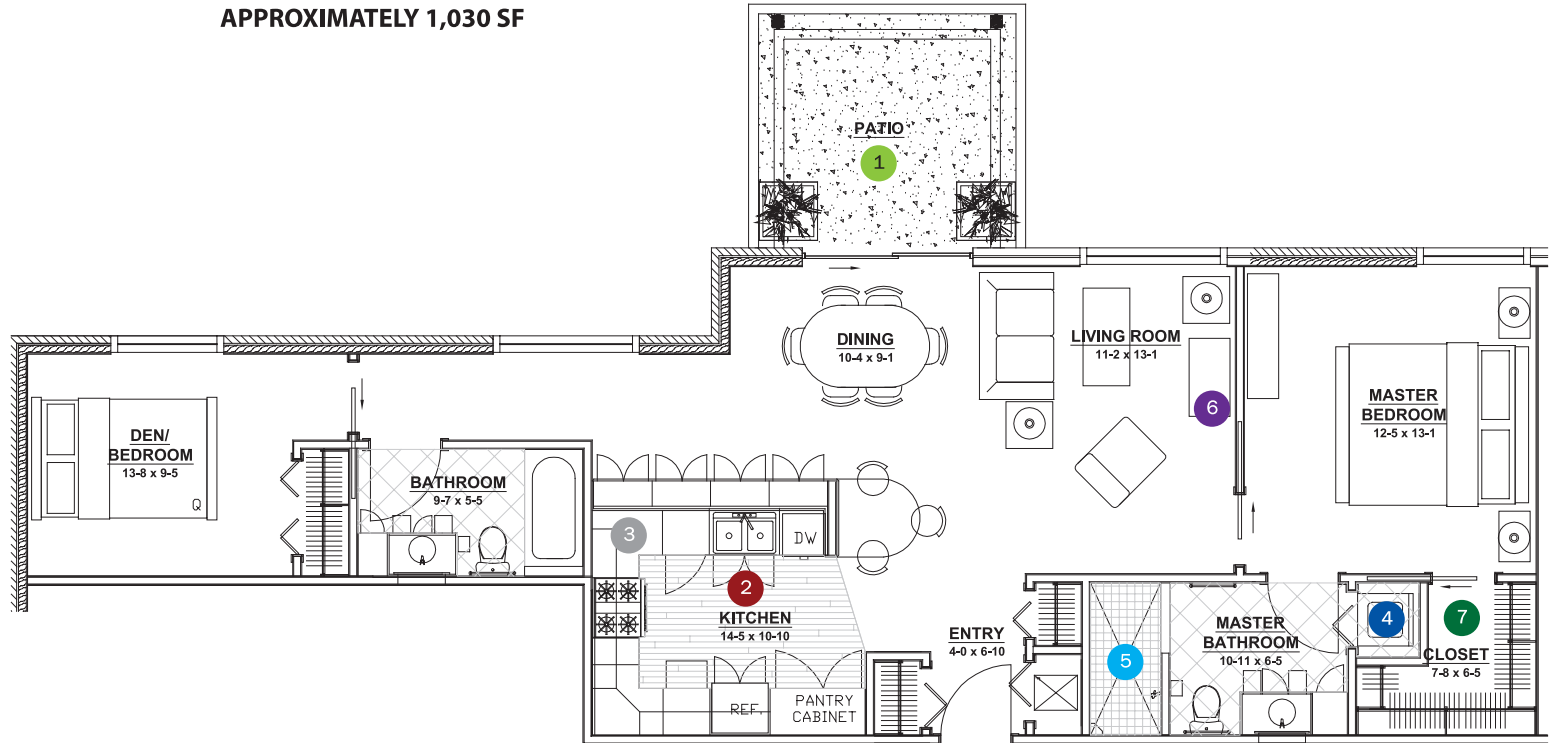 APPROXIMATELY 1,030 SF
PATIO
1
DINING
10-4 x 9-1
LIVING ROOM
11-2 x 13-1
6
MASTER
BEDROOM
12-5 x 13-1
DEN/
BEDROOM
13-8 x 9-5
Q
BATHROOM
9-7 x 5-5
3
DW
2
KITCHEN
14-5 x 10-10
REF.
PANTRY
CABINET
ENTRY
4-0 x 6-10
5
MASTER
BATHROOM
10-11 x 6-5
4
7
CLOSET
7-8 x 6-5